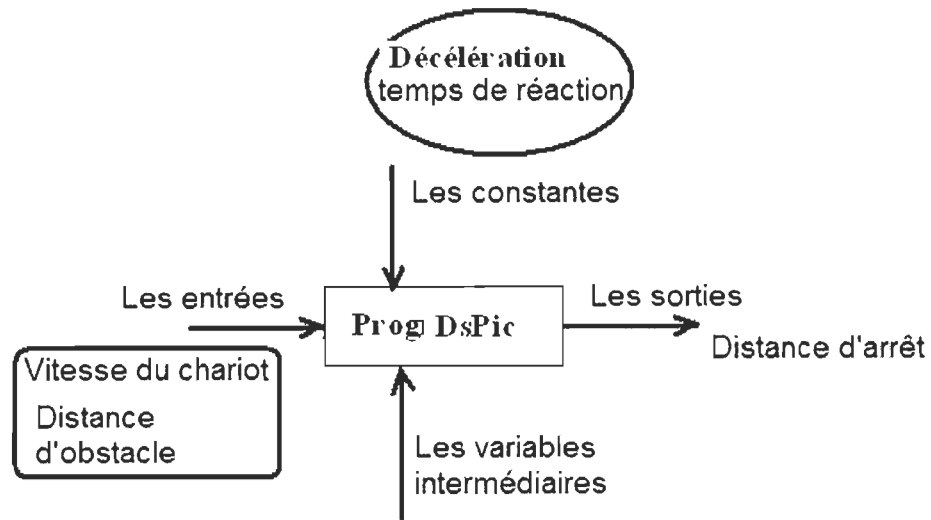 Décélération
temps de réaction
Les constantes
Les entrées
Prog DsPic
Les sorties
Vitesse du chariot
Distance
d'obstacle
Distance d'arrêt
Les variables
intermédiaires